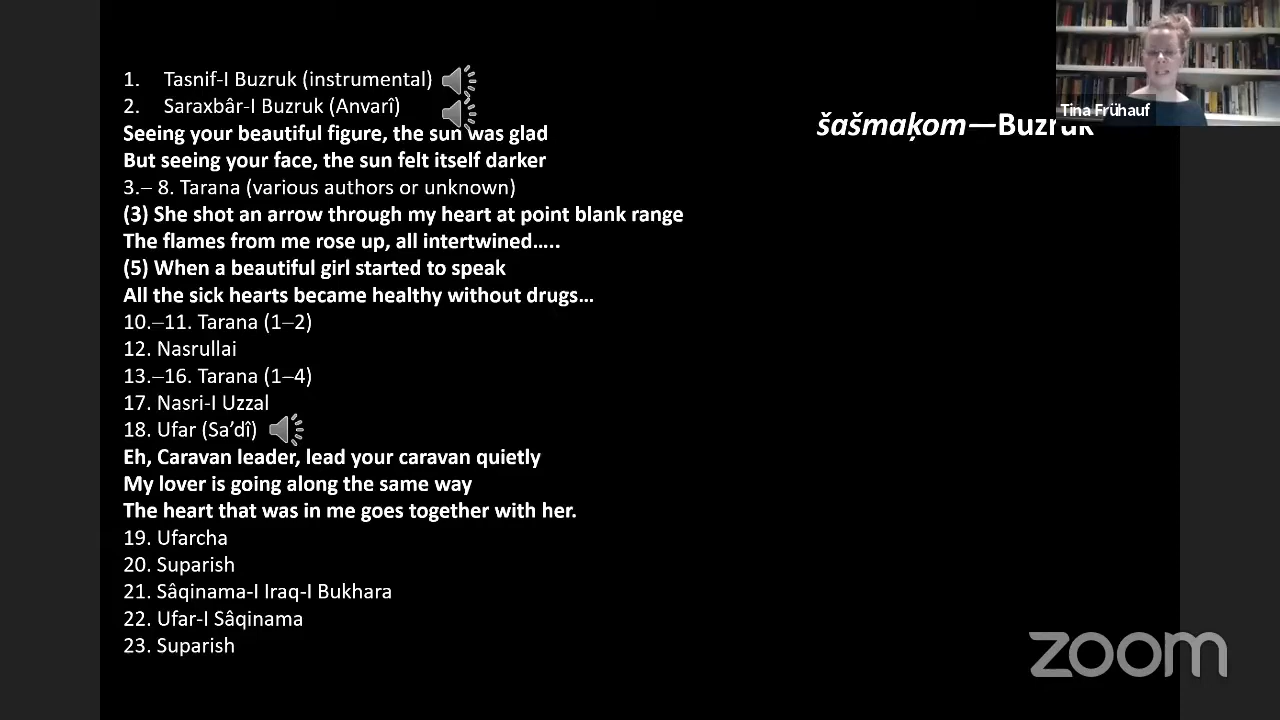 1. Tasnif-I Buzruk (instrumental)
2. Saraxbâr-I Buzruk (Anvarî)
Seeing your beautiful figure, the sun was glad
But seeing your face, the sun felt itself darker
3.– 8. Tarana (various authors or unknown)
(3) She shot an arrow through my heart at point blank range
The flames from me rose up, all intertwined…..
(5) When a beautiful girl started to speak
All the sick hearts became healthy without drugs…
10.–11. Tarana (1–2)
12. Nasrullai
13.–16. Tarana (1–4)
17. Nasri-I Uzzal
18. Ufar (Sa’dî)
Eh, Caravan leader, lead your caravan quietly
My lover is going along the same way
The heart that was in me goes together with her.
19. Ufarcha
20. Suparish
21. Sâqinama-I Iraq-I Bukhara
22. Ufar-I Sâqinama
23. Suparish
šašmaķom—Buzruk
Tina Frühauf
zoom